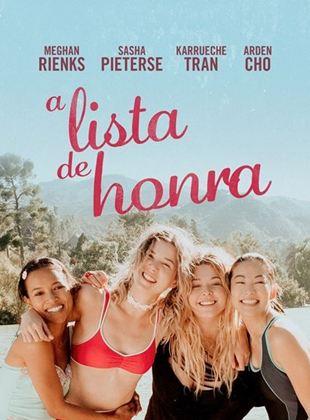 MEGHAN RIENKS
SASHA PIETERSE
KARRUECHE TRAN
ARDEN CHO
a
lista
de
honra